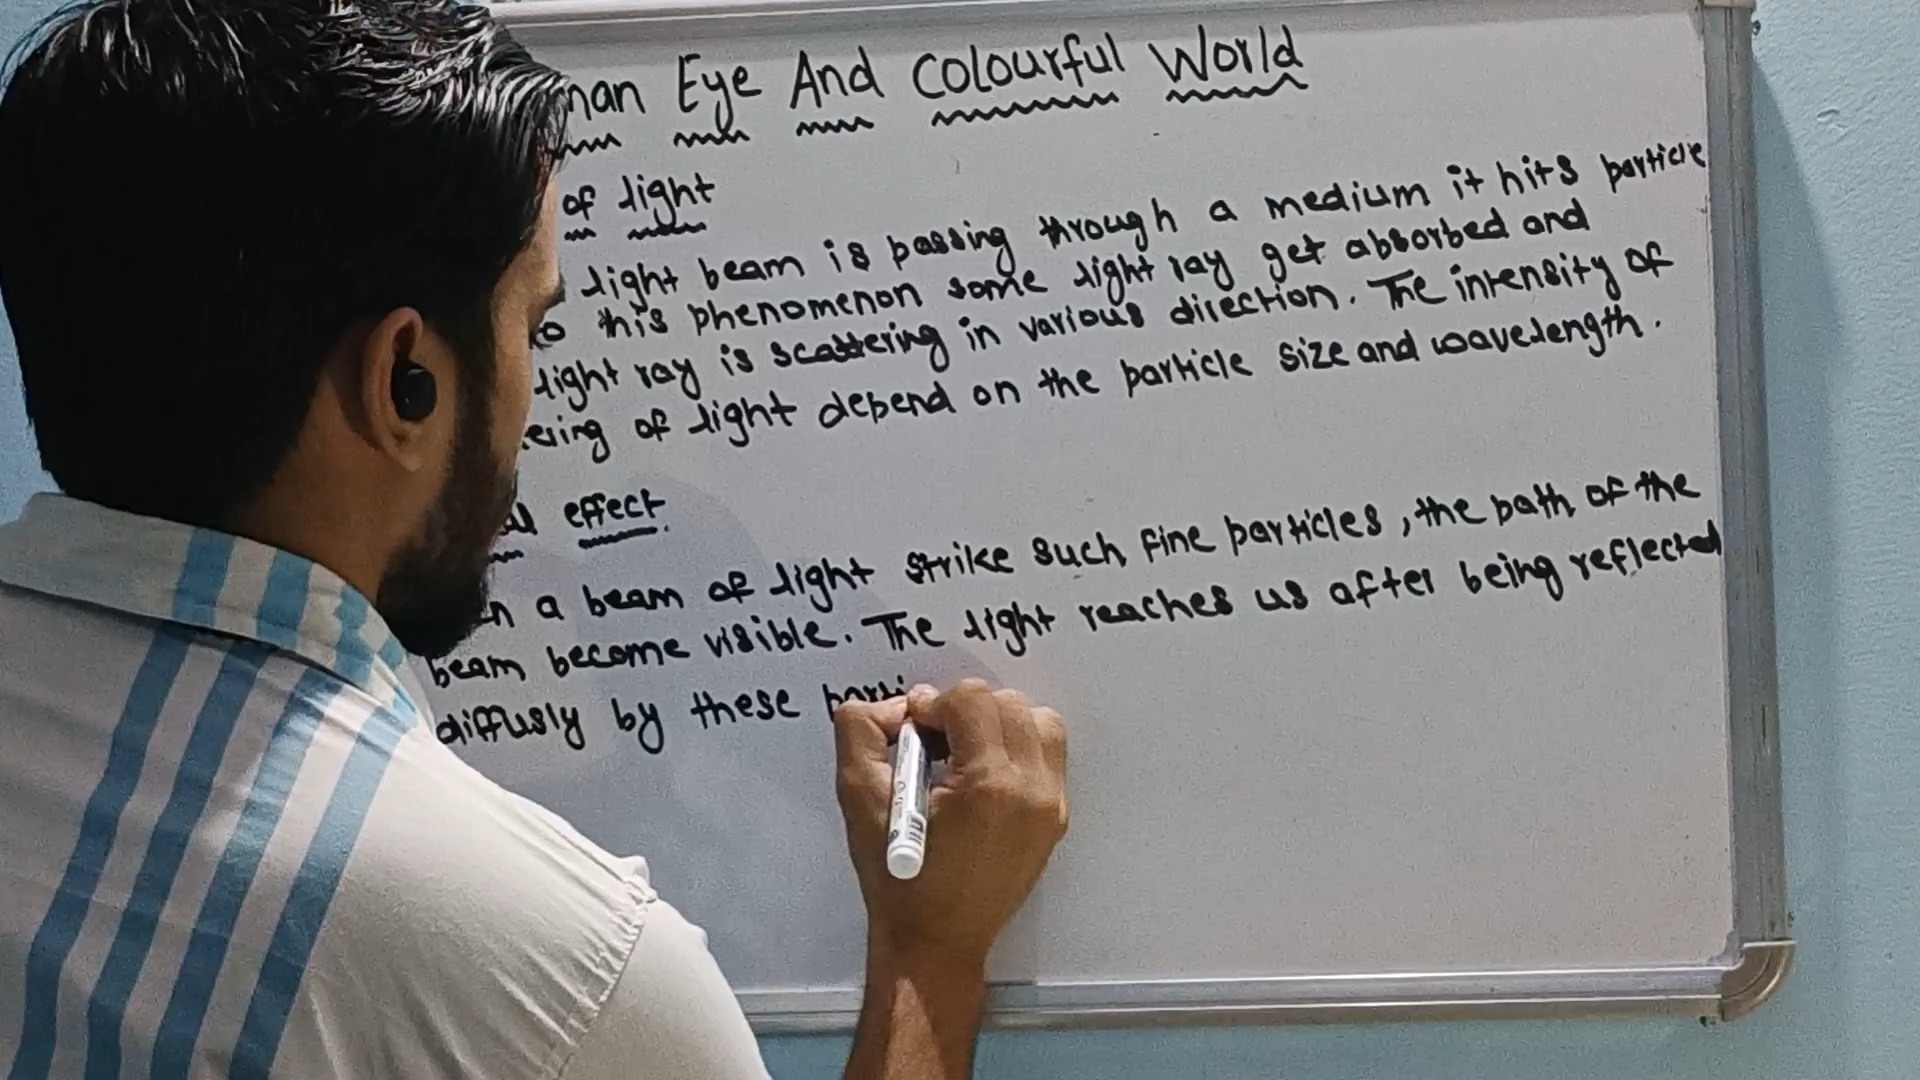 Eye And Colourful World
of light
light beam is passing through a medium it hits particle
this phenomenon some light ray get absorbed and
light ray is scattering in various direction. The intensity of
of light depend on the particle size and wavelength.
effect
a beam of light strike such fine particles, the path of the
beam become visible. The light reaches us after being reflected
diffusly by these parti